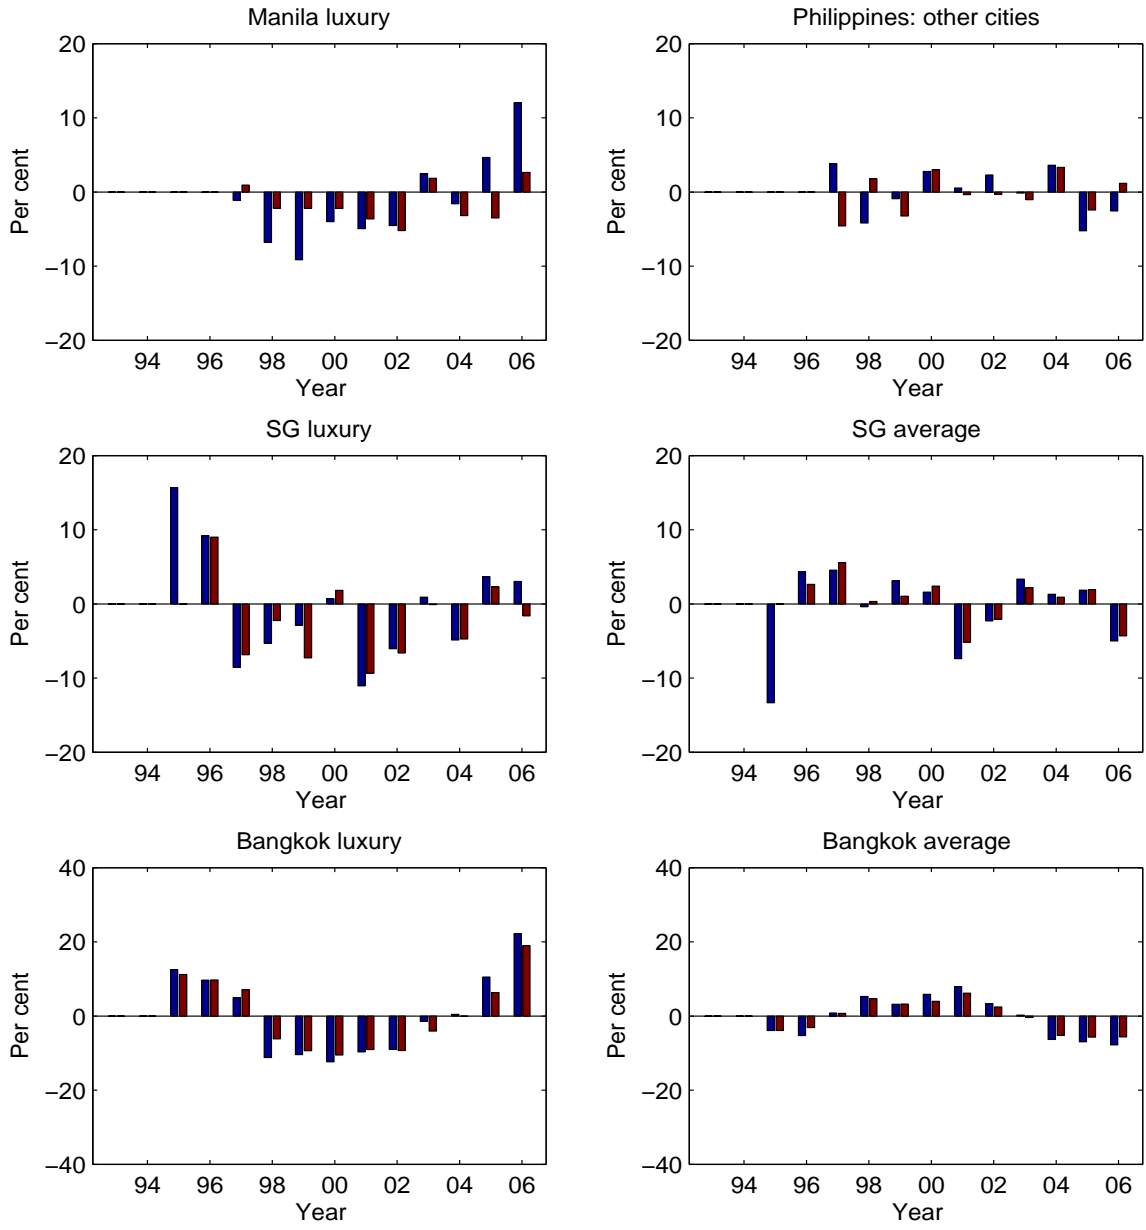 Manila luxury
20
10
0
−10
−20
Per cent
94 96 98 00 02 04 06
Year
Philippines: other cities
20
10
0
−10
−20
Per cent
94 96 98 00 02 04 06
Year
SG luxury
20
10
0
−10
−20
Per cent
94 96 98 00 02 04 06
Year
SG average
20
10
0
−10
−20
Per cent
94 96 98 00 02 04 06
Year
Bangkok luxury
40
20
0
−20
−40
Per cent
94 96 98 00 02 04 06
Year
Bangkok average
40
20
0
−20
−40
Per cent
94 96 98 00 02 04 06
Year